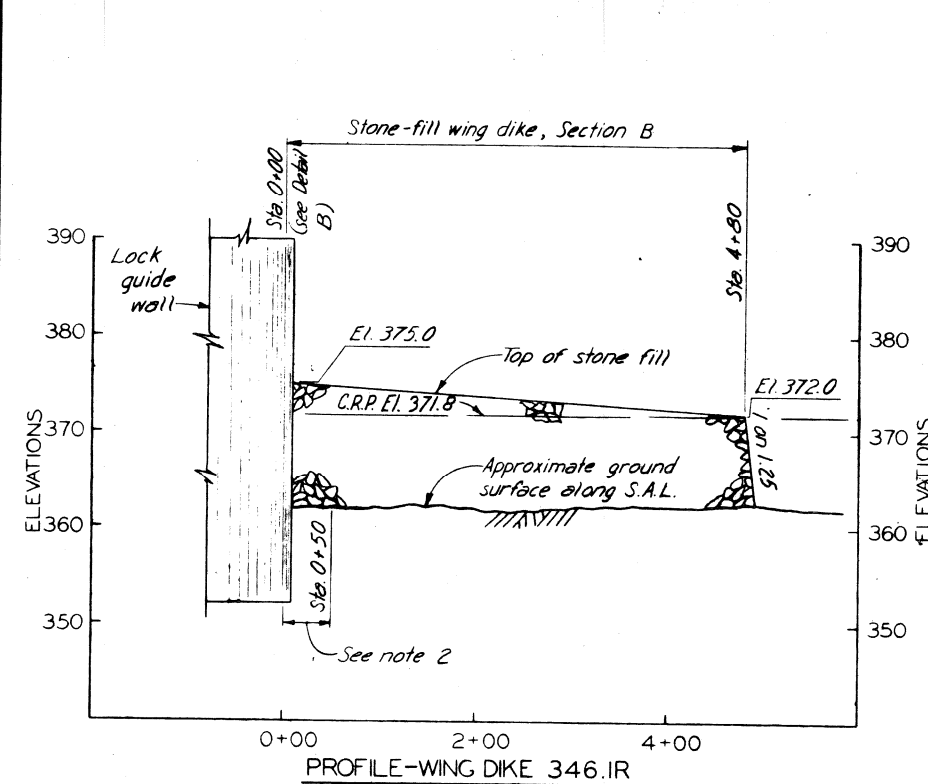 Stone-fill wing dike, Section B
Sta. 0+00
(see Detail
B)
Sta. 4+80
390
390
Lock
guide
wall
380
380
El. 375.0
Top of stone fill
El. 372.0
C.R.P. El. 371.8
370
370
1 on 1.25
ELEVATIONS
ELEVATIONS
Approximate ground
surface along S.A.L.
360
360
Sta. 0+50
350
350
See note 2
0+00
2+00
4+00
PROFILE-WING DIKE 346.1R